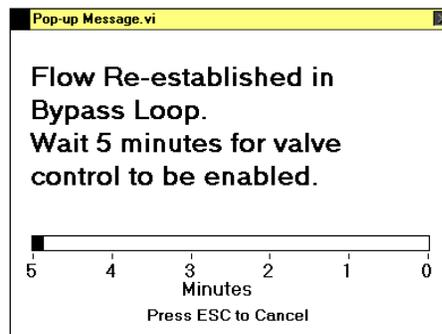 Pop-up Message.vi
Flow Re-established in
Bypass Loop.
Wait 5 minutes for valve
control to be enabled.
5 4 3 2 1 0
Minutes
Press ESC to Cancel